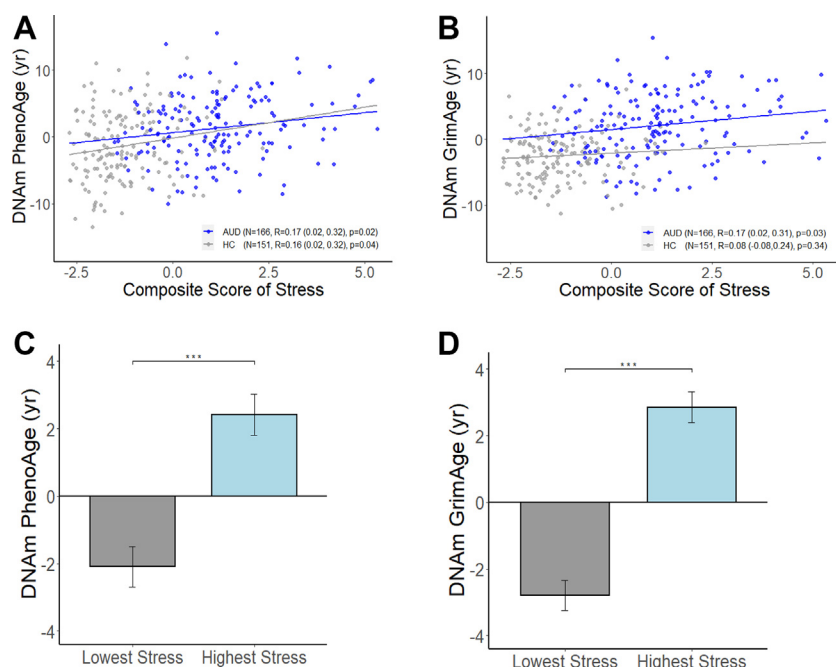 A
DNAm PhenoAge (yr)
10
0
-10
AUD (N=166, R=0.17 (0.02, 0.32), p=0.02)
HC (N=151, R=0.16 (0.02, 0.32), p=0.04)
-2.5 0.0 2.5 5.0
Composite Score of Stress
B
DNAm GrimAge (yr)
10
0
-10
AUD (N=166, R=0.17 (0.02, 0.31), p=0.03)
HC (N=151, R=0.08 (-0.08,0.24), p=0.34)
-2.5 0.0 2.5 5.0
Composite Score of Stress
C
DNAm PhenoAge (yr)
4
2
0
-2
-4
***
Lowest Stress Highest Stress
D
DNAm GrimAge (yr)
4
2
0
-2
-4
***
Lowest Stress Highest Stress